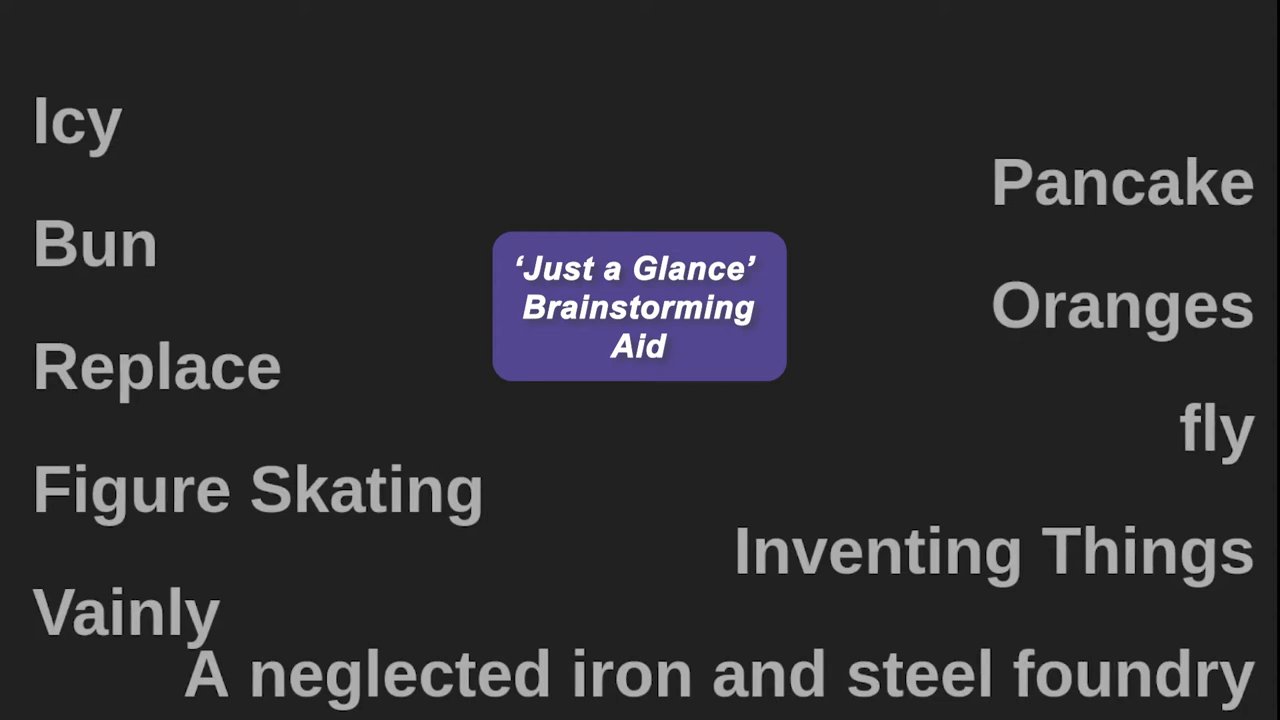 Icy
Pancake
Bun
‘Just a Glance’
Brainstorming
Aid
Oranges
Replace
fly
Figure Skating
Inventing Things
Vainly
A neglected iron and steel foundry